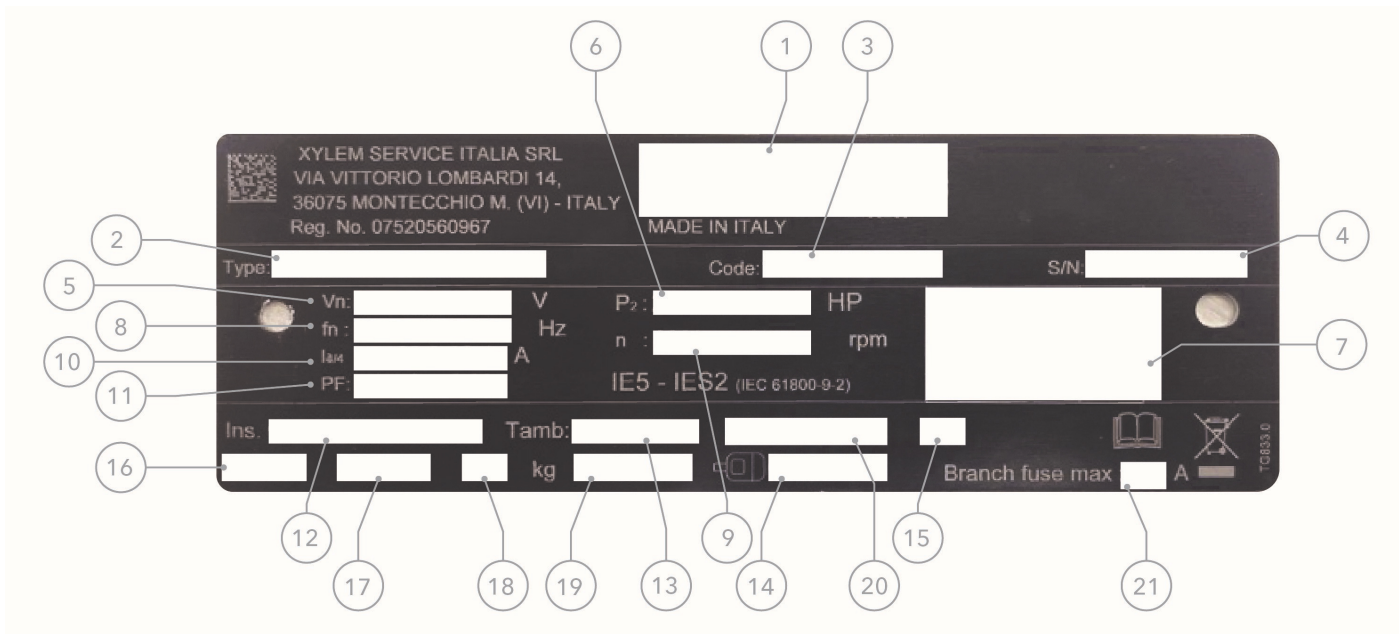 6 1 3
XYLEM SERVICE ITALIA SRL
VIA VITTORIO LOMBARDI 14,
36075 MONTECCHIO M. (VI) - ITALY
Reg. No. 07520560967
MADE IN ITALY
2
4
Type: Code: S/N:
5
Vn: V P2 : HP
8
fn : Hz
n : rpm
7
10
I4/4 A
11
PF: IE5 - IES2 (IEC 61800-9-2)
Ins. Tamb:
16
kg Branch fuse max A
TG833.0
12 9 15
17 18 19 13 14 20 21